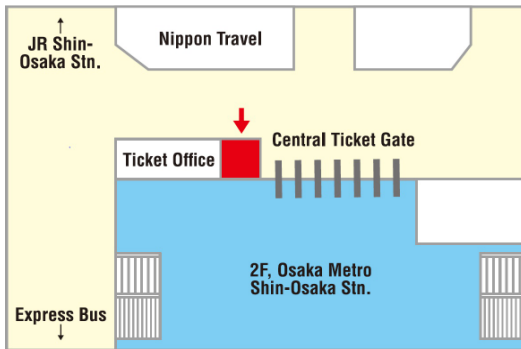 ↑
JR Shin-
Osaka Stn.
Nippon Travel
Ticket Office
Central Ticket Gate
2F, Osaka Metro
Shin-Osaka Stn.
Express Bus
↓